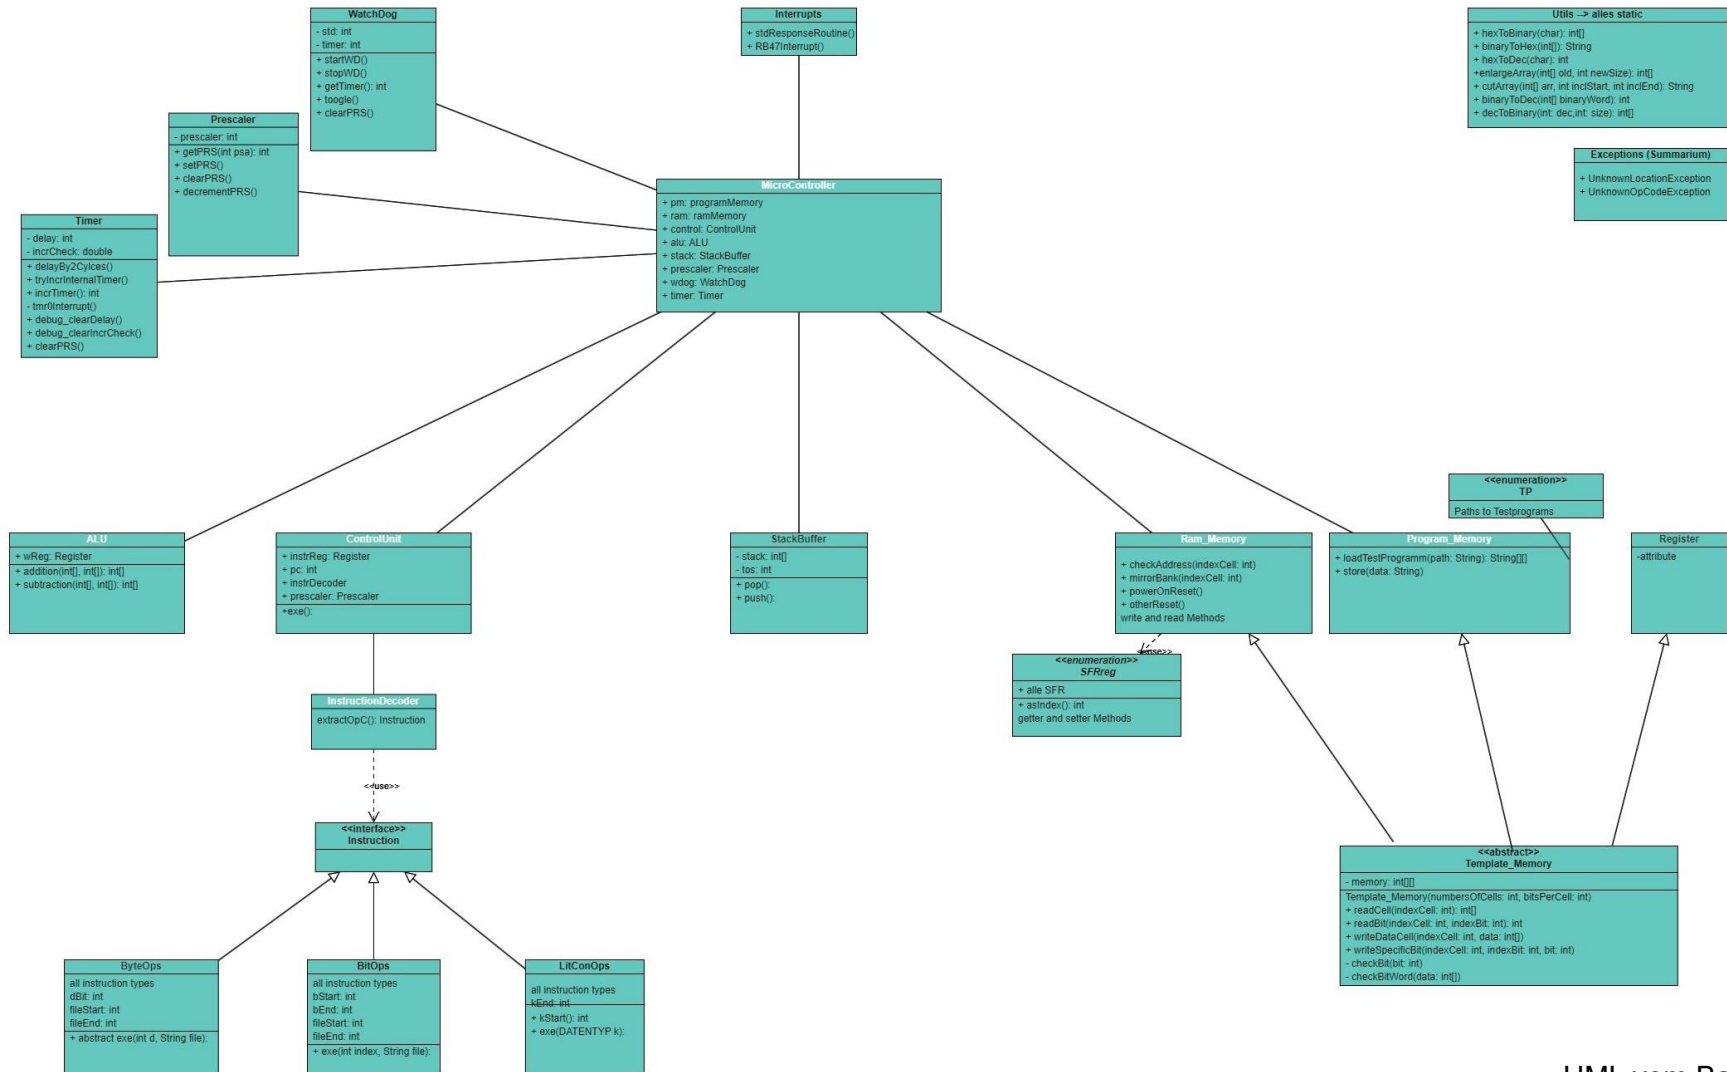 WatchDog
- std: int
- timer: int
+ startWD()
+ stopWD()
+ getTimer(): int
+ toogle()
+ clearPRS()
Interrupts
+ stdResponseRoutine()
+ RB47Interrupt()
Utils --> alles static
+ hexToBinary(char): int[]
+ binaryToHex(int[]): String
+ hexToDec(char): int
+enlargeArray(int[] old, int newSize): int[]
+ cutArray(int[] arr, int inclStart, int inclEnd): String
+ binaryToDec(int[] binaryWord): int
+ decToBinary(int: dec,int: size): int[]
Prescaler
- prescaler: int
+ getPRS(int psa): int
+ setPRS()
+ clearPRS()
+ decrementPRS()
Exceptions (Summarium)
+ UnknownLocationException
+ UnknownOpCodeException
MicroController
+ pm: programMemory
+ ram: ramMemory
+ control: ControlUnit
+ alu: ALU
+ stack: StackBuffer
+ prescaler: Prescaler
+ wdog: WatchDog
+ timer: Timer
Timer
- delay: int
- incrCheck: double
+ delayBy2Cylces()
+ tryIncrInternalTimer()
+ incrTimer(): int
- tmr0Interrupt()
+ debug_clearDelay()
+ debug_clearIncrCheck()
+ clearPRS()
<<enumeration>>
TP
Paths to Testprograms
ALU
+ wReg: Register
+ addition(int[], int[]): int[]
+ subtraction(int[], int[]): int[]
ControlUnit
+ instrReg: Register
+ pc: int
+ instrDecoder
+ prescaler: Prescaler
+exe():
StackBuffer
- stack: int[]
- tos: int
+ pop():
+ push():
Ram_Memory
+ checkAddress(indexCell: int)
+ mirrorBank(indexCell: int)
+ powerOnReset()
+ otherReset()
write and read Methods
Program_Memory
+ loadTestProgramm(path: String): String[][]
+ store(data: String)
Register
-attribute
<<use>>
<<enumeration>>
SFRreg
+ alle SFR
+ asIndex(): int
getter and setter Methods
InstructionDecoder
extractOpC(): Instruction
<<use>>
<<interface>>
Instruction
<<abstract>>
Template_Memory
- memory: int[][]
Template_Memory(numbersOfCells: int, bitsPerCell: int)
+ readCell(indexCell: int): int[]
+ readBit(indexCell: int, indexBit: int): int
+ writeDataCell(indexCell: int, data: int[])
+ writeSpecificBit(indexCell: int, indexBit: int, bit: int)
- checkBit(bit: int)
- checkBitWord(data: int[])
ByteOps
all instruction types
dBit: int
fileStart: int
fileEnd: int
+ abstract exe(int d, String file):
BitOps
all instruction types
bStart: int
bEnd: int
fileStart: int
fileEnd: int
+ exe(int index, String file):
LitConOps
all instruction types
kEnd: int
+ kStart(): int
+ exe(DATENTYP k):